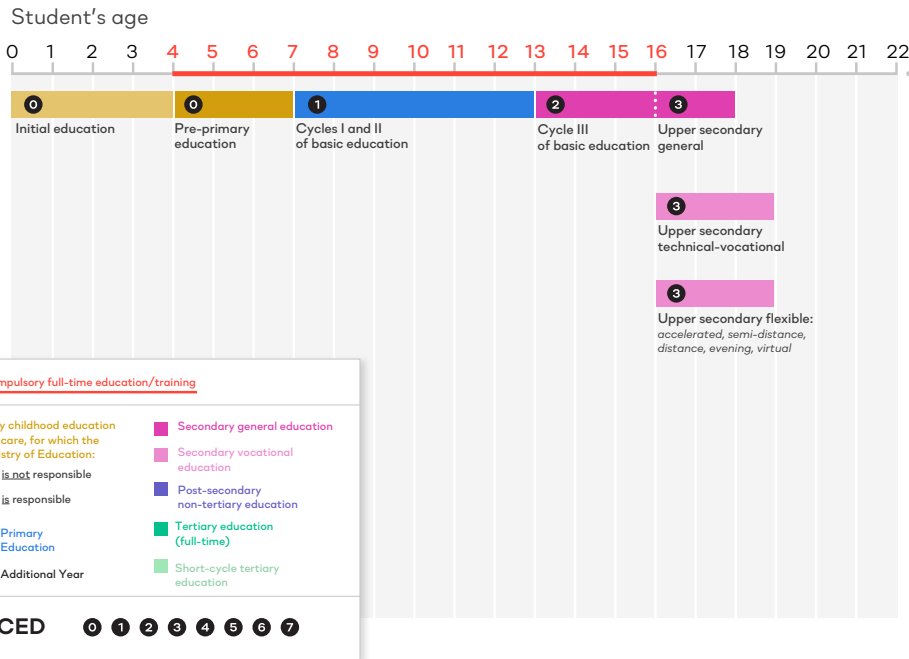 Student's age
0 1 2 3 4 5 6 7 8 9 10 11 12 13 14 15 16 17 18 19 20 21 22
0 0 1 2 3
Initial education
Pre-primary
education
Cycles I and II
of basic education
Cycle III
of basic education
Upper secondary
general
3
Upper secondary
technical-vocational
3
Upper secondary flexible:
accelerated, semi-distance,
distance, evening, virtual
mpulsory full-time education/training
y childhood education
care, for which the
stry of Education:
is not responsible
is responsible
Primary
Education
Additional Year
Secondary general education
Secondary vocational
education
Post-secondary
non-tertiary education
Tertiary education
(full-time)
Short-cycle tertiary
education
CED 0 1 2 3 4 5 6 7